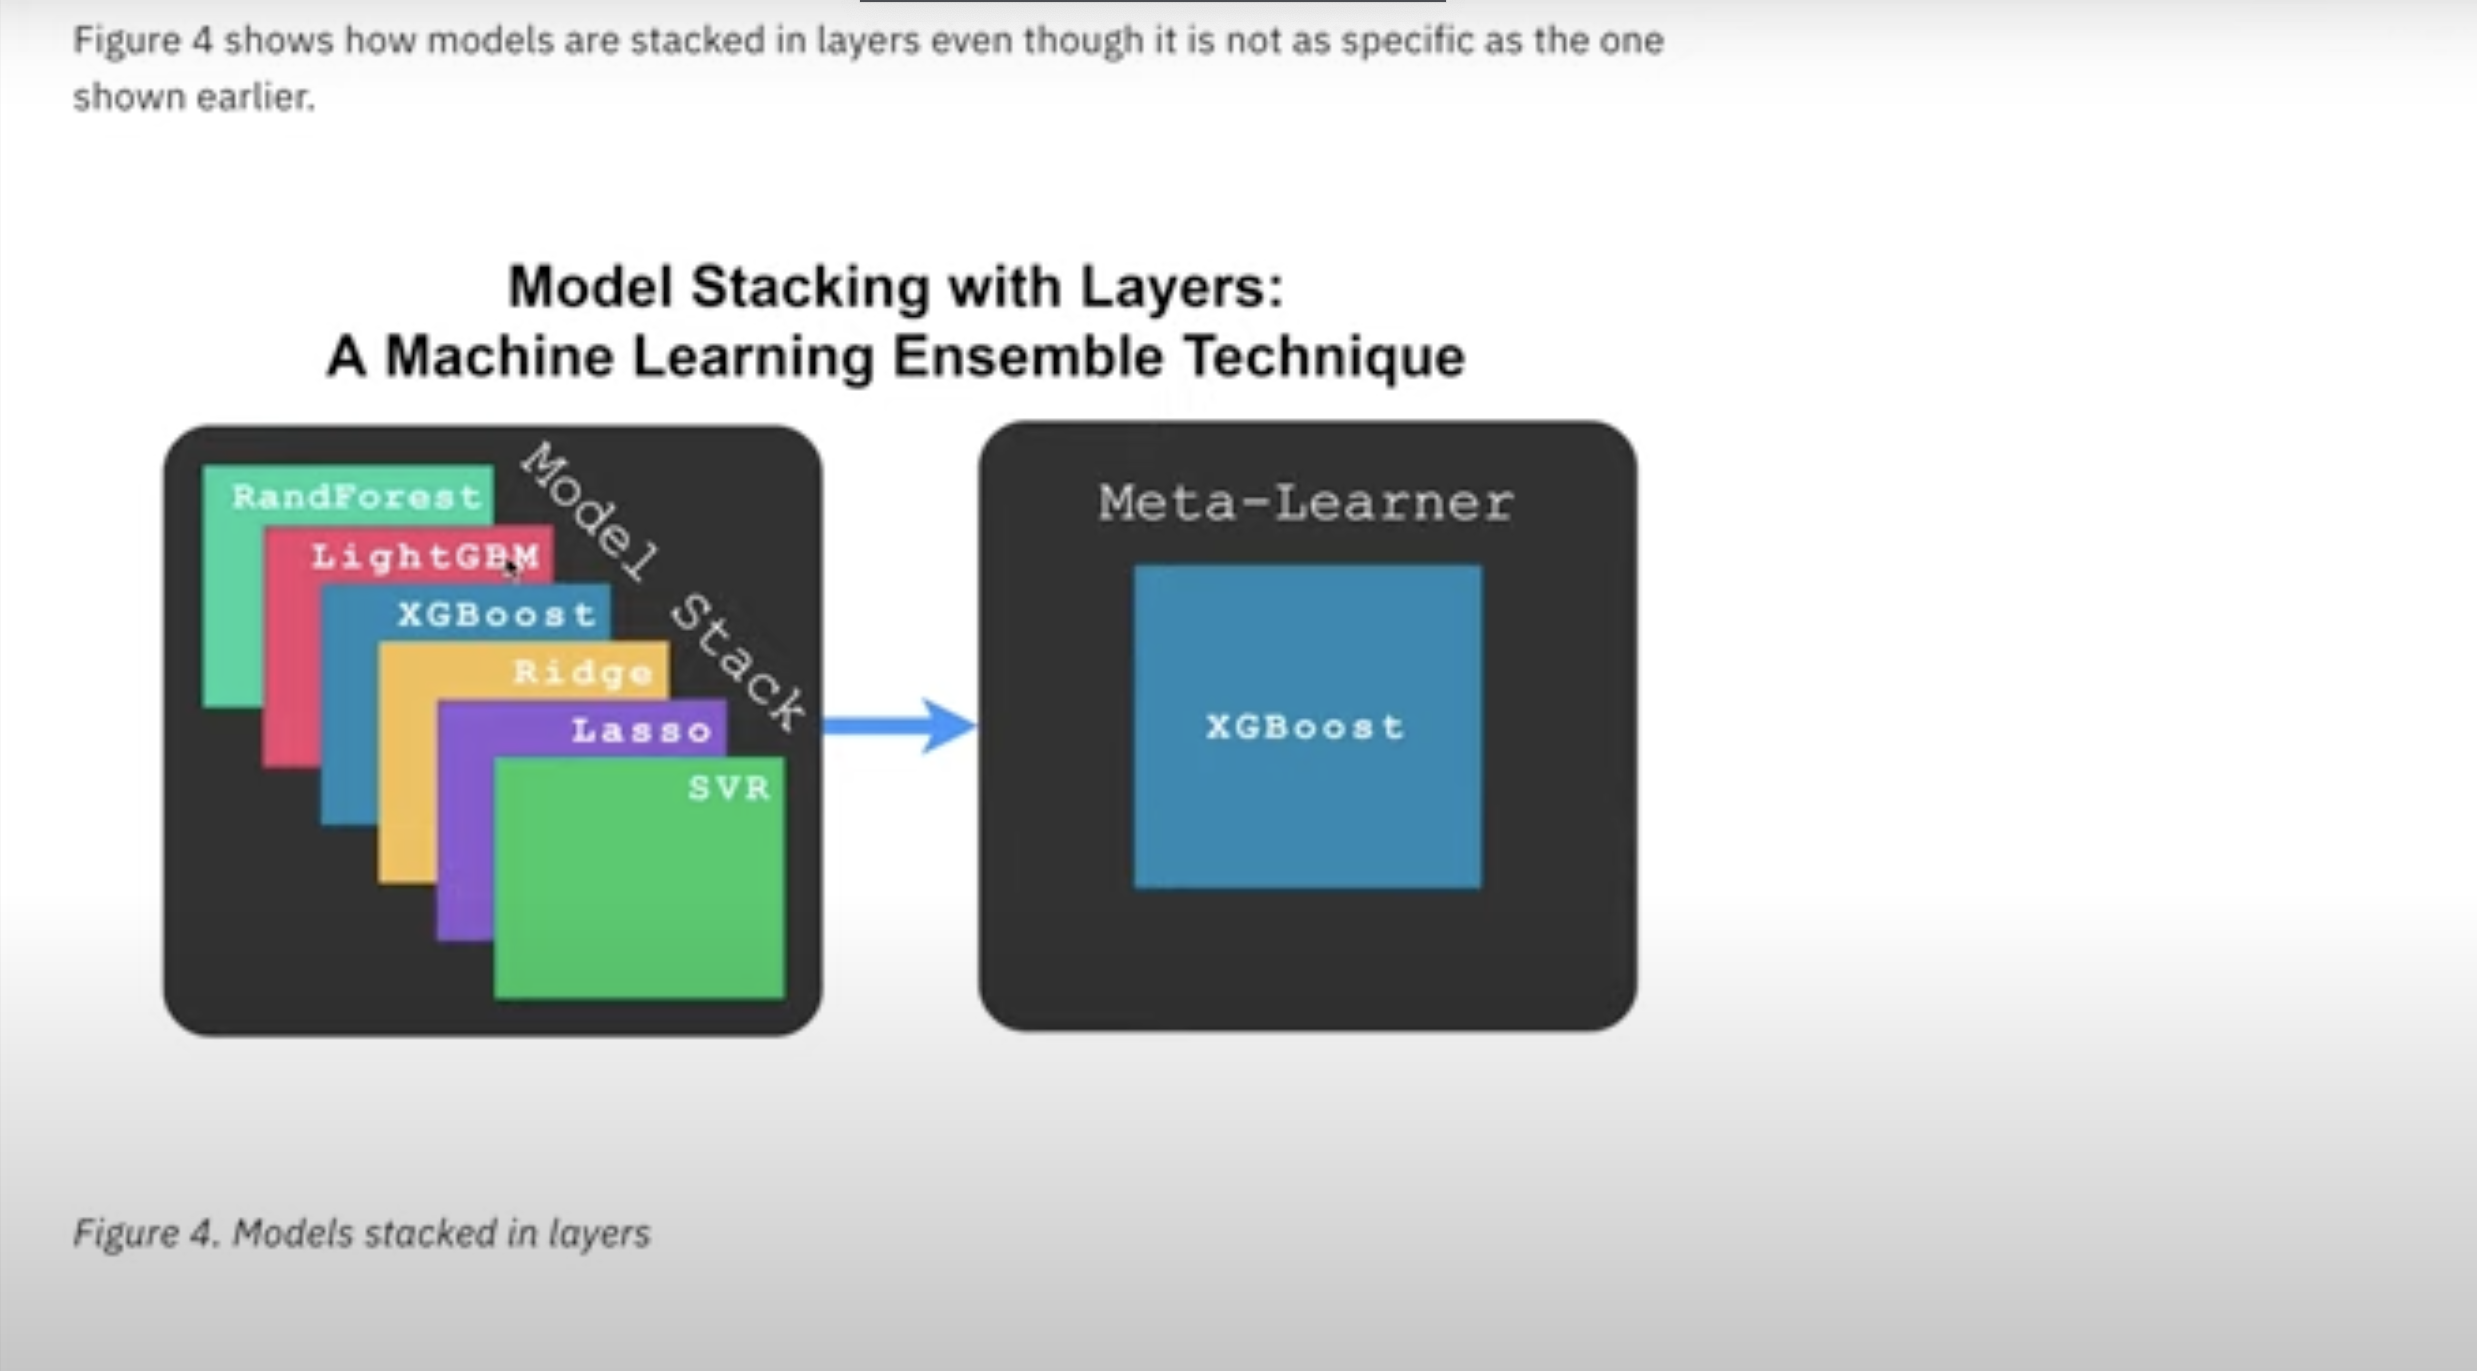 Figure 4 shows how models are stacked in layers even though it is not as specific as the one
shown earlier.
Model Stacking with Layers:
A Machine Learning Ensemble Technique
Model Stack
RandForest
LightGBM
XGBoost
Ridge
Lasso
SVR
Meta-Learner
XGBoost
Figure 4. Models stacked in layers